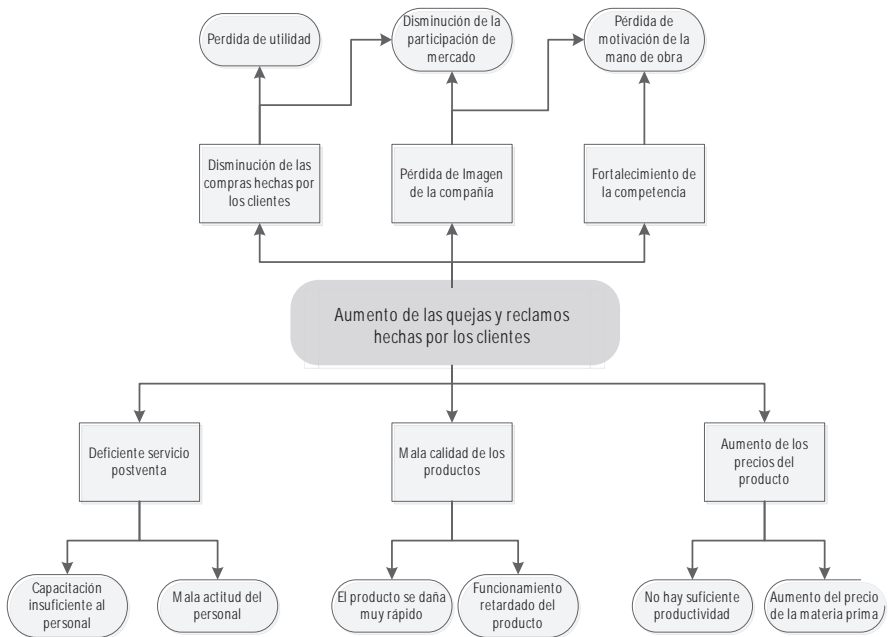 Perdida de utilidad
Disminución de la
participación de
mercado
Pérdida de
motivación de la
mano de obra
Disminución de las
compras hechas por
los clientes
Pérdida de Imagen
de la compañía
Fortalecimiento de
la competencia
Aumento de las quejas y reclamos
hechas por los clientes
Deficiente servicio
postventa
Mala calidad de los
productos
Aumento de los
precios del
producto
Capacitación
insuficiente al
personal
Mala actitud del
personal
El producto se daña
muy rápido
Funcionamiento
retardado del
producto
No hay suficiente
productividad
Aumento del precio
de la materia prima